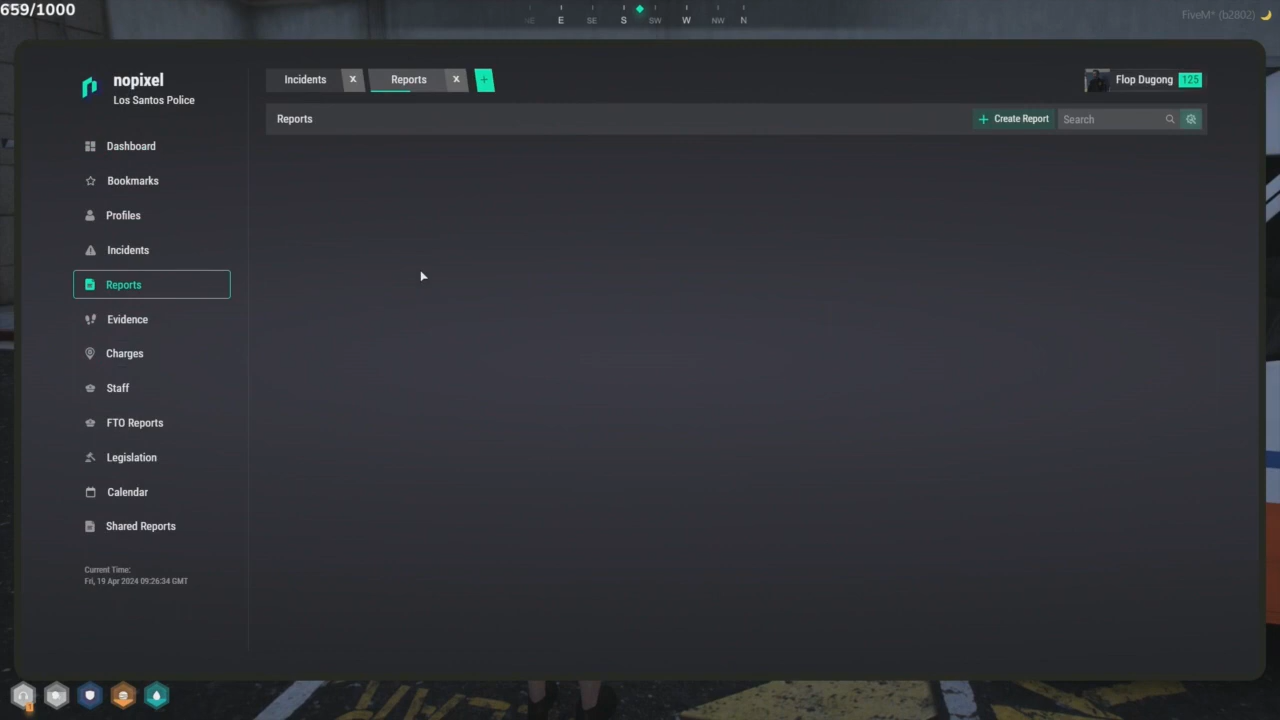 659/1000
NE E SE S SW W NW N
FiveM* (b2802)
nopixel
Los Santos Police
Incidents x
Reports x
+
Flop Dugong 125
Reports
+ Create Report
Search
Dashboard
Bookmarks
Profiles
Incidents
Reports
Evidence
Charges
Staff
FTO Reports
Legislation
Calendar
Shared Reports
Current Time:
Fri, 19 Apr 2024 09:26:34 GMT